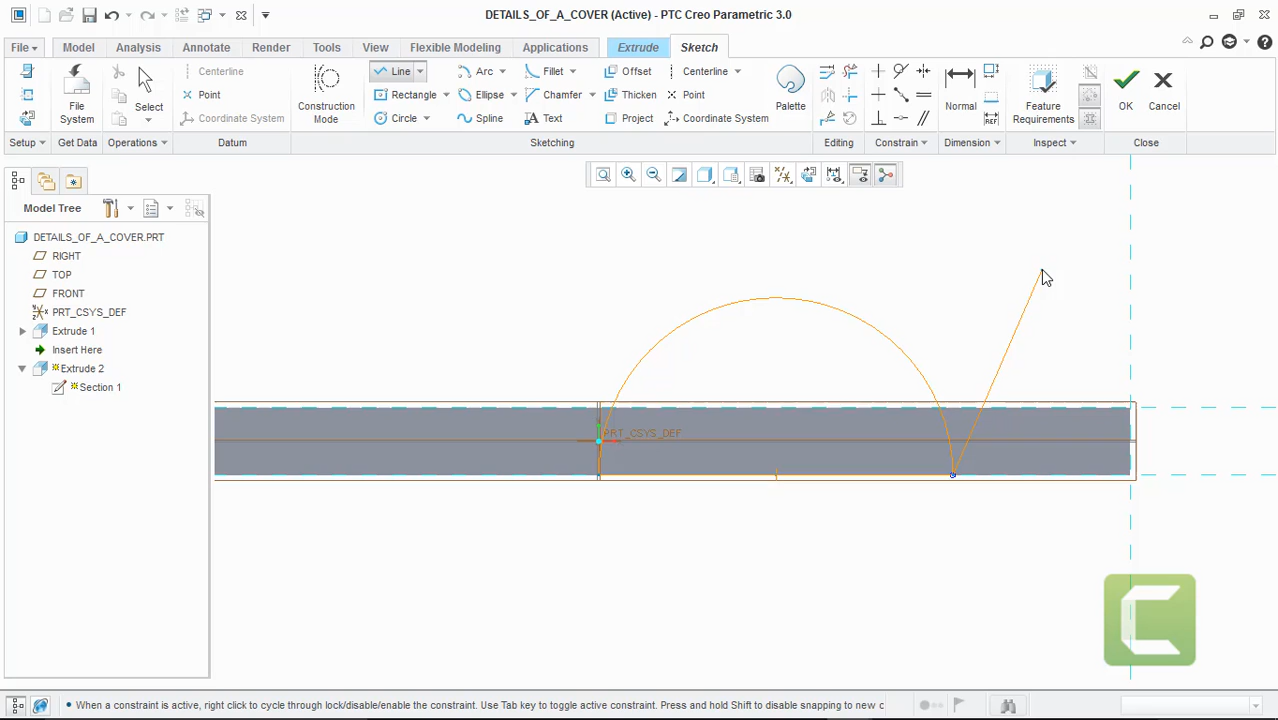 DETAILS_OF_A_COVER (Active) - PTC Creo Parametric 3.0
File Model Analysis Annotate Render Tools View Flexible Modeling Applications Extrude Sketch
Centerline Line Arc Fillet Offset Centerline
Point Rectangle Ellipse Chamfer Thicken Point
Coordinate System Circle Spline Text Project Coordinate System
File System Select Construction Mode Palette Normal Feature Requirements OK Cancel
Setup Get Data Operations Datum Sketching Editing Constrain Dimension Inspect Close
Model Tree
DETAILS_OF_A_COVER.PRT
RIGHT
TOP
FRONT
PRT_CSYS_DEF
Extrude 1
Insert Here
Extrude 2
Section 1
PRT_CSYS_DEF
• When a constraint is active, right click to cycle through lock/disable/enable the constraint. Use Tab key to toggle active constraint. Press and hold Shift to disable snapping to new c